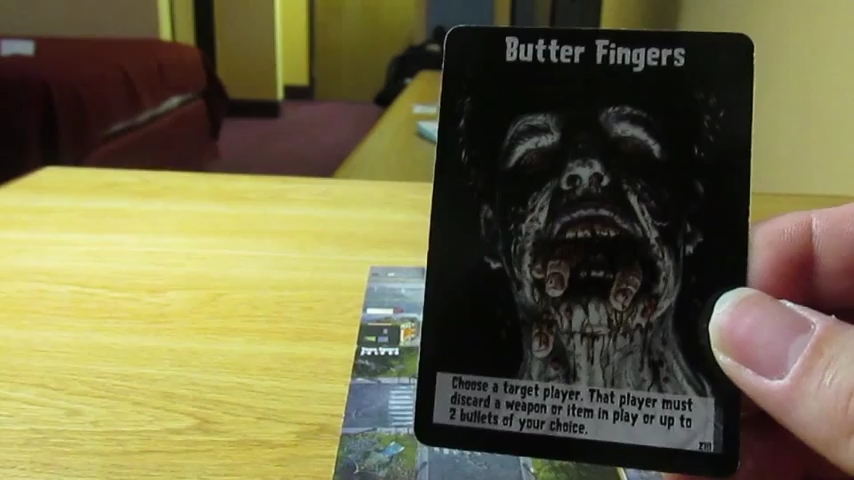 Butter Fingers
Choose a target player. That player must
discard a weapon or item in play or up to
2 bullets of your choice.